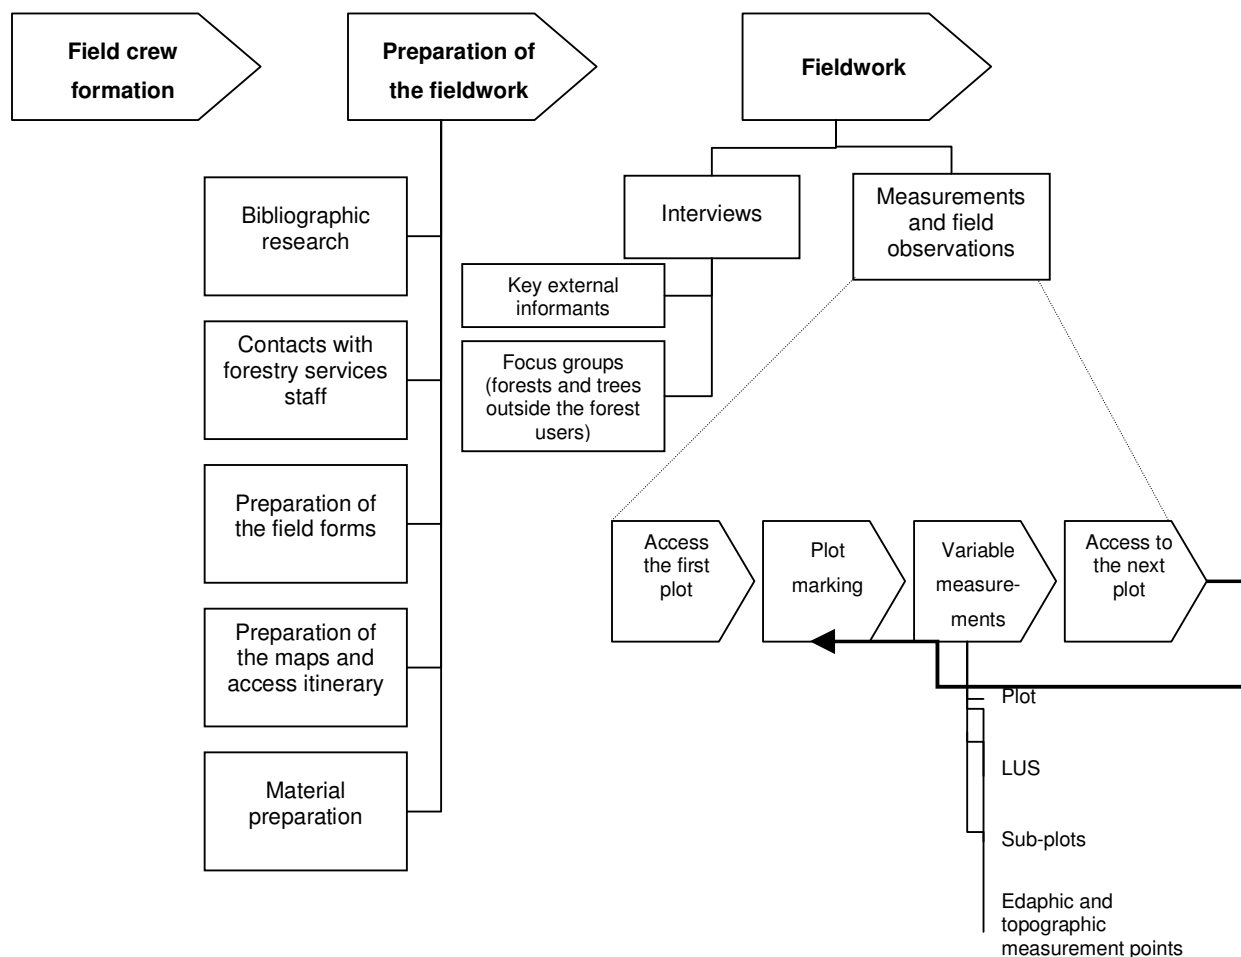 Field crew
formation
Preparation of
the fieldwork
Fieldwork
Bibliographic
research
Contacts with
forestry services
staff
Preparation of
the field forms
Preparation of
the maps and
access itinerary
Material
preparation
Interviews
Key external
informants
Focus groups
(forests and trees
outside the forest
users)
Measurements
and field
observations
Access
the first
plot
Plot
marking
Variable
measure-
ments
Access to
the next
plot
Plot
LUS
Sub-plots
Edaphic and
topographic
measurement points